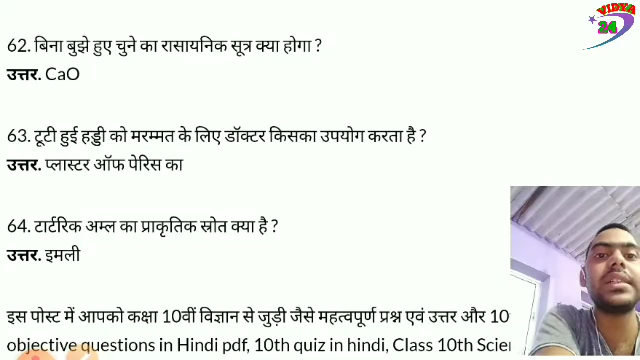 VIDYA
24
62. बिना बुझे हुए चुने का रासायनिक सूत्र क्या होगा ?
उत्तर. CaO
63. टूटी हुई हड्डी को मरम्मत के लिए डॉक्टर किसका उपयोग करता है ?
उत्तर. प्लास्टर ऑफ पेरिस का
64. टार्टरिक अम्ल का प्राकृतिक स्रोत क्या है ?
उत्तर. इमली
इस पोस्ट में आपको कक्षा 10वीं विज्ञान से जुड़ी जैसे महत्वपूर्ण प्रश्न एवं उत्तर और 10
objective questions in Hindi pdf, 10th quiz in hindi, Class 10th